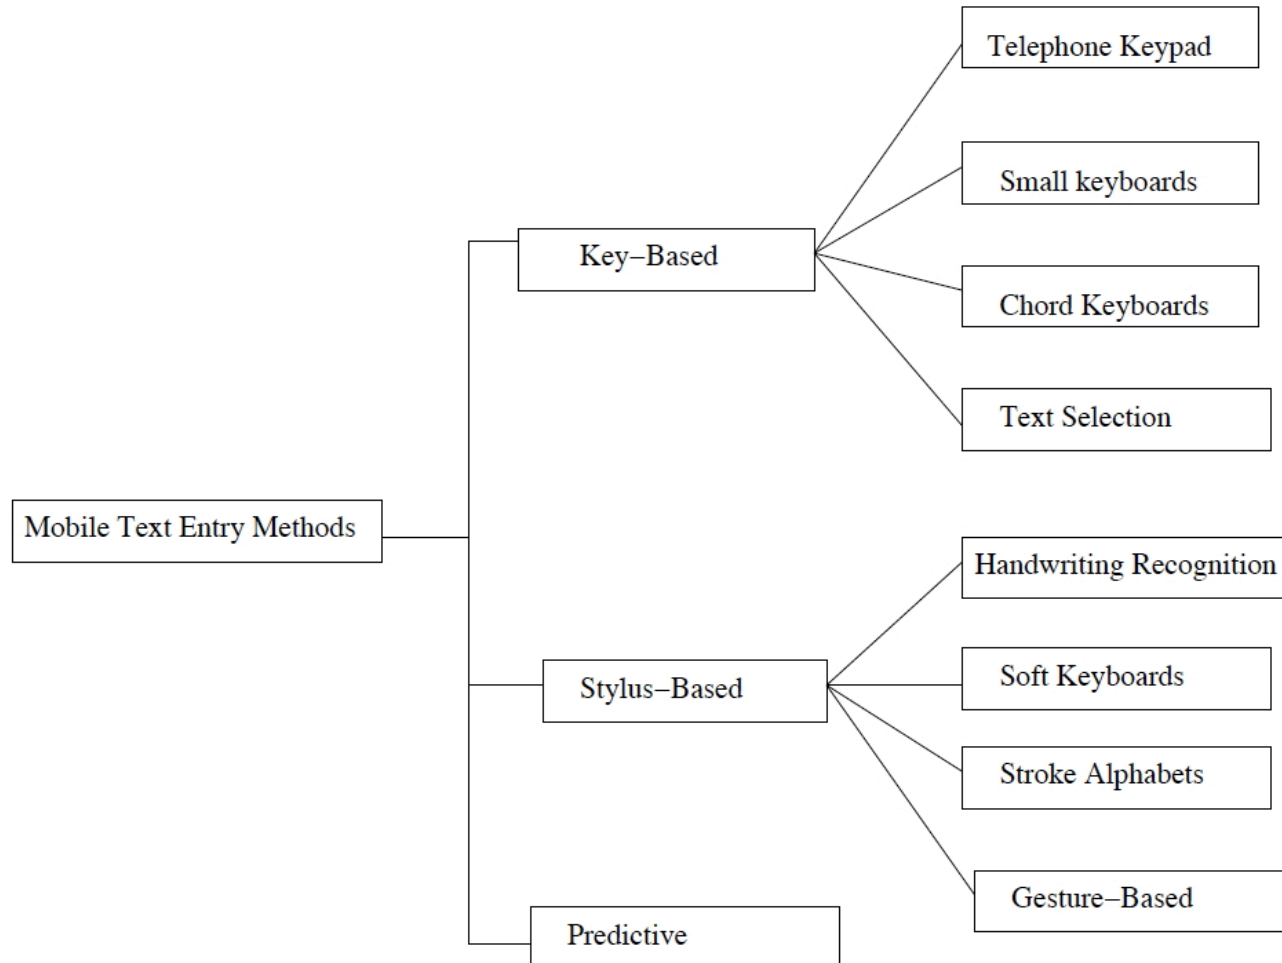 Telephone Keypad
Small keyboards
Key−Based
Chord Keyboards
Text Selection
Mobile Text Entry Methods
Handwriting Recognition
Soft Keyboards
Stylus−Based
Stroke Alphabets
Gesture−Based
Predictive